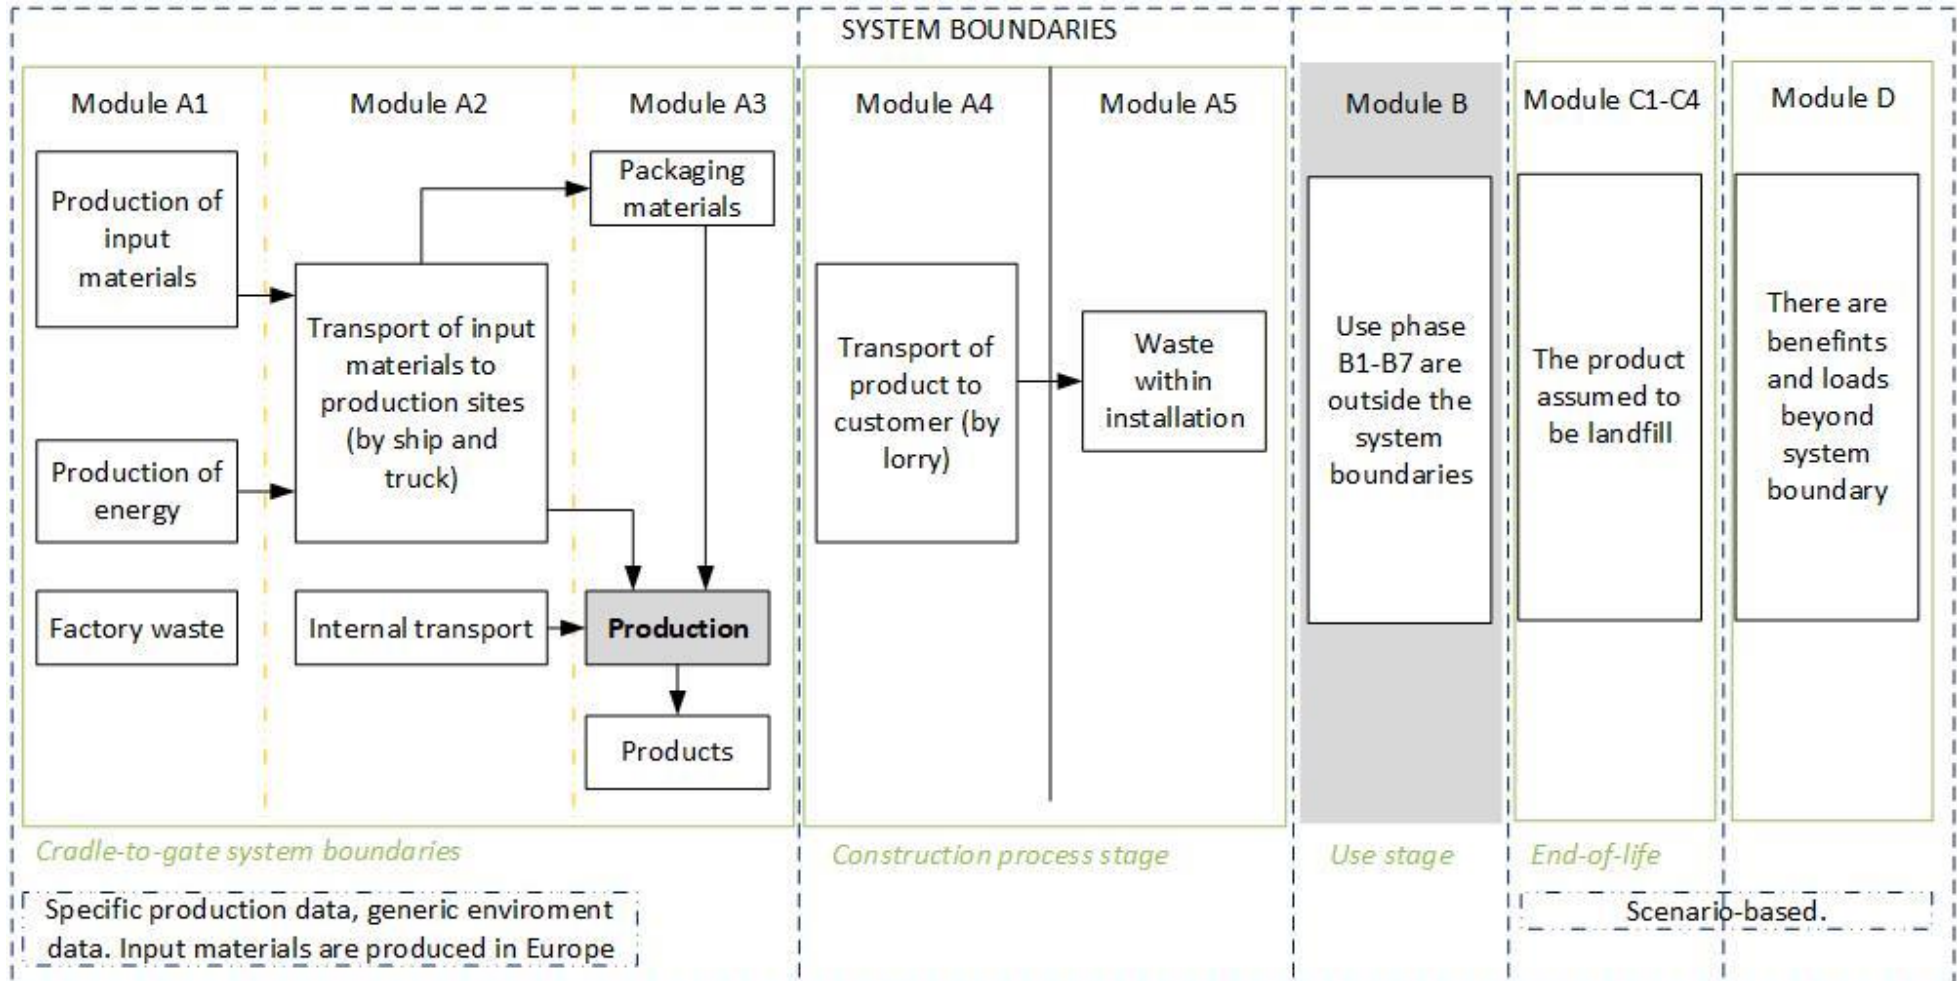 SYSTEM BOUNDARIES
Module A1
Module A2
Module A3
Module A4
Module A5
Module B
Module C1-C4
Module D
Production of
input
materials
Production of
energy
Factory waste
Transport of input
materials to
production sites
(by ship and
truck)
Internal transport
Packaging
materials
Production
Products
Transport of
product to
customer (by
lorry)
Waste
within
installation
Use phase
B1-B7 are
outside the
system
boundaries
The product
assumed to
be landfill
There are
benefints
and loads
beyond
system
boundary
Cradle-to-gate system boundaries
Construction process stage
Use stage
End-of-life
Specific production data, generic enviroment
data. Input materials are produced in Europe
Scenario-based.